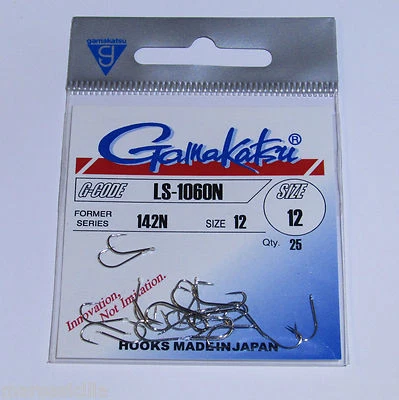 gamakatsu
Gamakatsu ®
G-CODE LS-1060N SIZE
FORMER SERIES 142N SIZE 12 12
Qty. 25
Innovation,
Not Imitation.
HOOKS MADE IN JAPAN